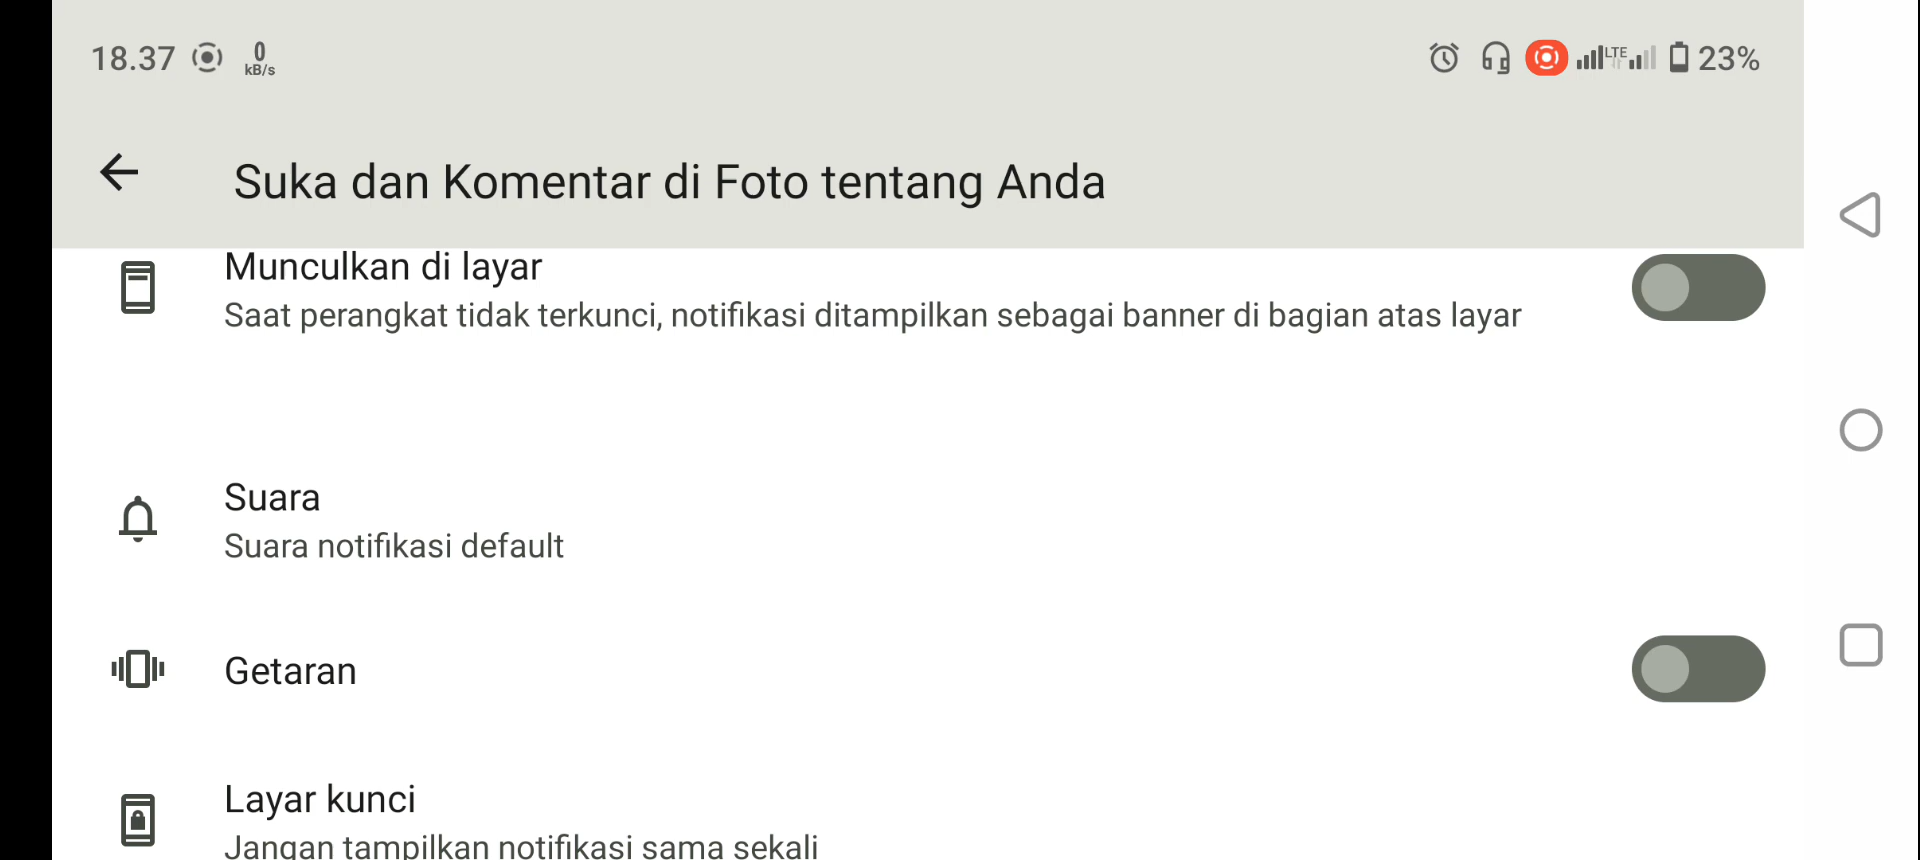 18.37 0 kB/s LTE 23%
Suka dan Komentar di Foto tentang Anda
Munculkan di layar
Saat perangkat tidak terkunci, notifikasi ditampilkan sebagai banner di bagian atas layar
Suara
Suara notifikasi default
Getaran
Layar kunci
Jangan tampilkan notifikasi sama sekali